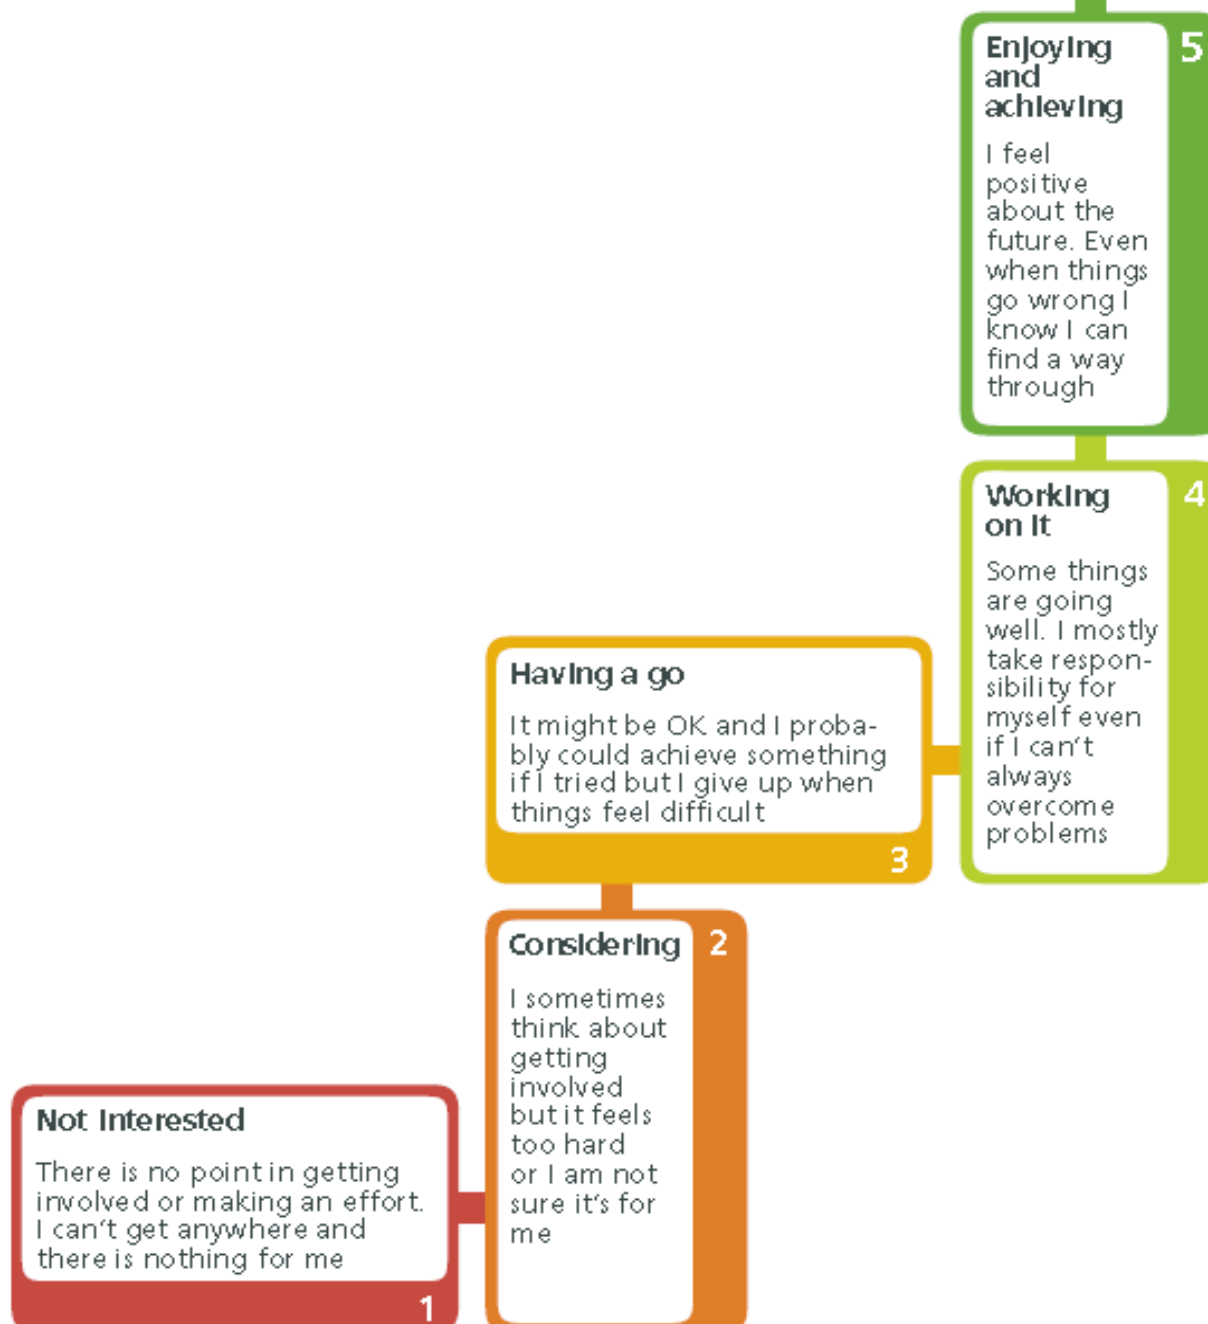 Enjoying
and
achieving
5
I feel
positive
about the
future. Even
when things
go wrong I
know I can
find a way
through
Working
on it
4
Some things
are going
well. I mostly
take respon-
sibility for
myself even
if I can't
always
overcome
problems
Having a go
It might be OK and I proba-
bly could achieve something
if I tried but I give up when
things feel difficult
3
Considering
2
I sometimes
think about
getting
involved
but it feels
too hard
or I am not
sure it's for
me
Not interested
There is no point in getting
involved or making an effort.
I can't get anywhere and
there is nothing for me
1